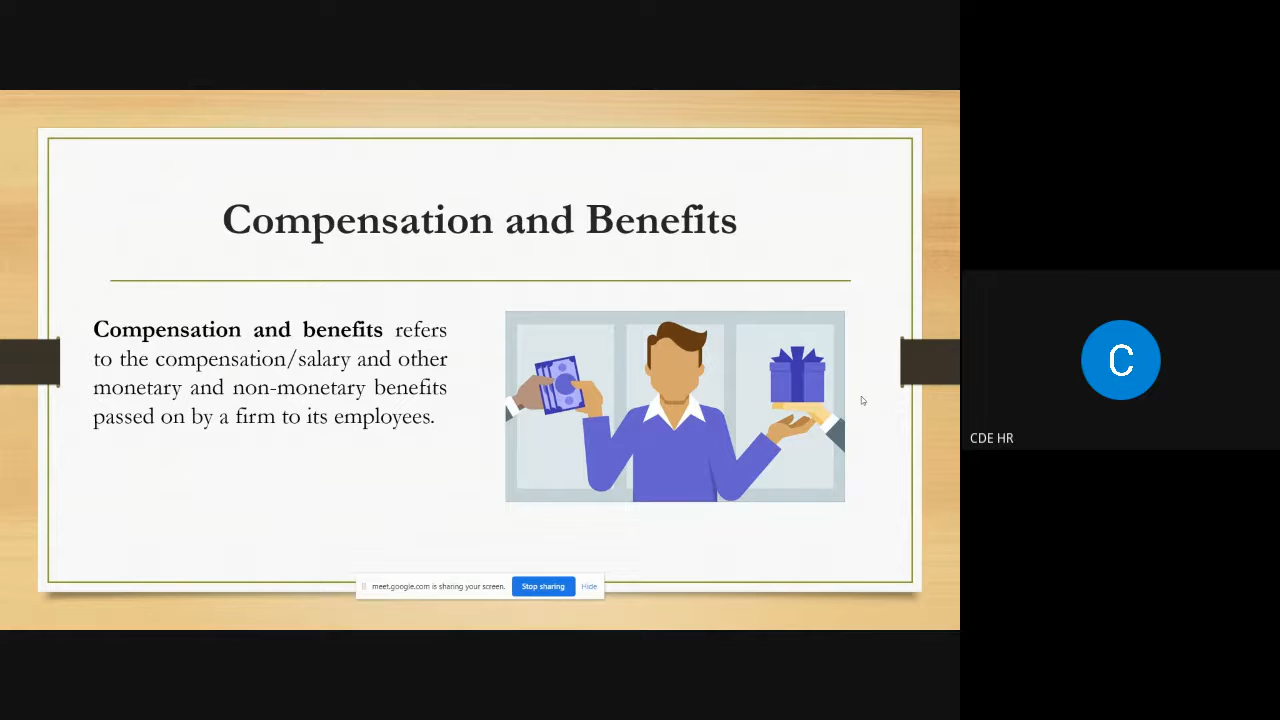 Compensation and Benefits
Compensation and benefits refers
to the compensation/salary and other
monetary and non-monetary benefits
passed on by a firm to its employees.
meet.google.com is sharing your screen. Stop sharing Hide
C
CDE HR